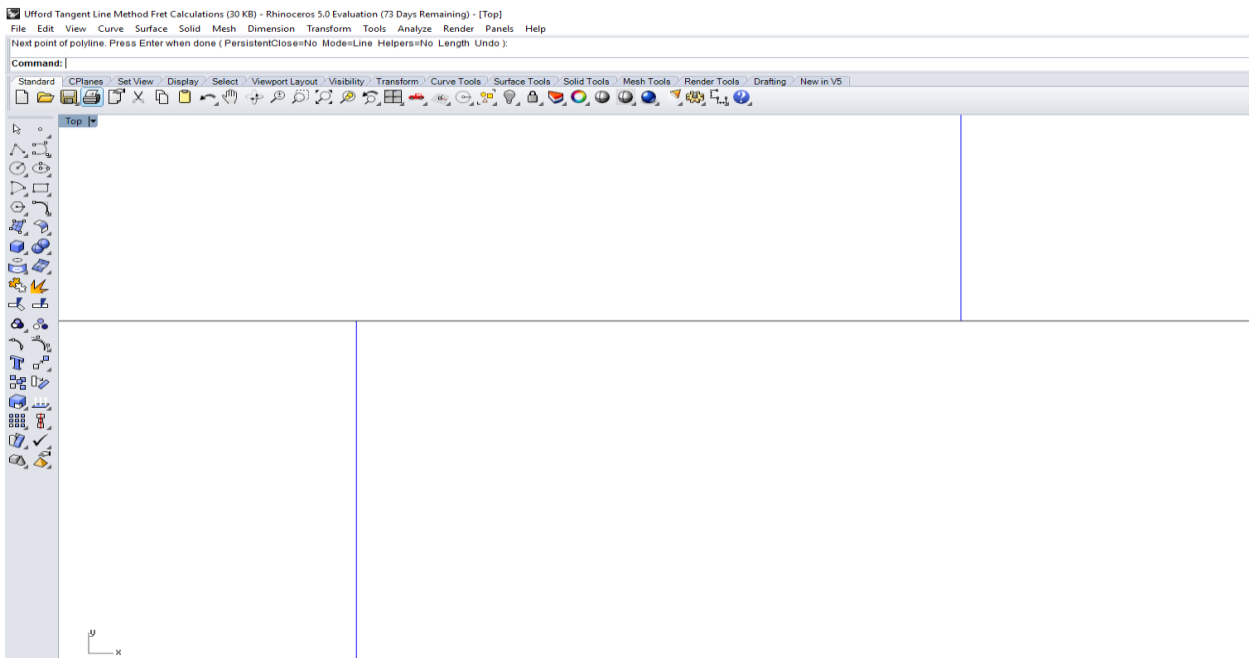 Ufford Tangent Line Method Fret Calculations (30 KB) - Rhinoceros 5.0 Evaluation (73 Days Remaining) - [Top]
File Edit View Curve Surface Solid Mesh Dimension Transform Tools Analyze Render Panels Help
Next point of polyline. Press Enter when done ( PersistentClose=No Mode=Line Helpers=No Length Undo ):
Command:
Standard CPlanes Set View Display Select Viewport Layout Visibility Transform Curve Tools Surface Tools Solid Tools Mesh Tools Render Tools Drafting New in V5
Top
y
x